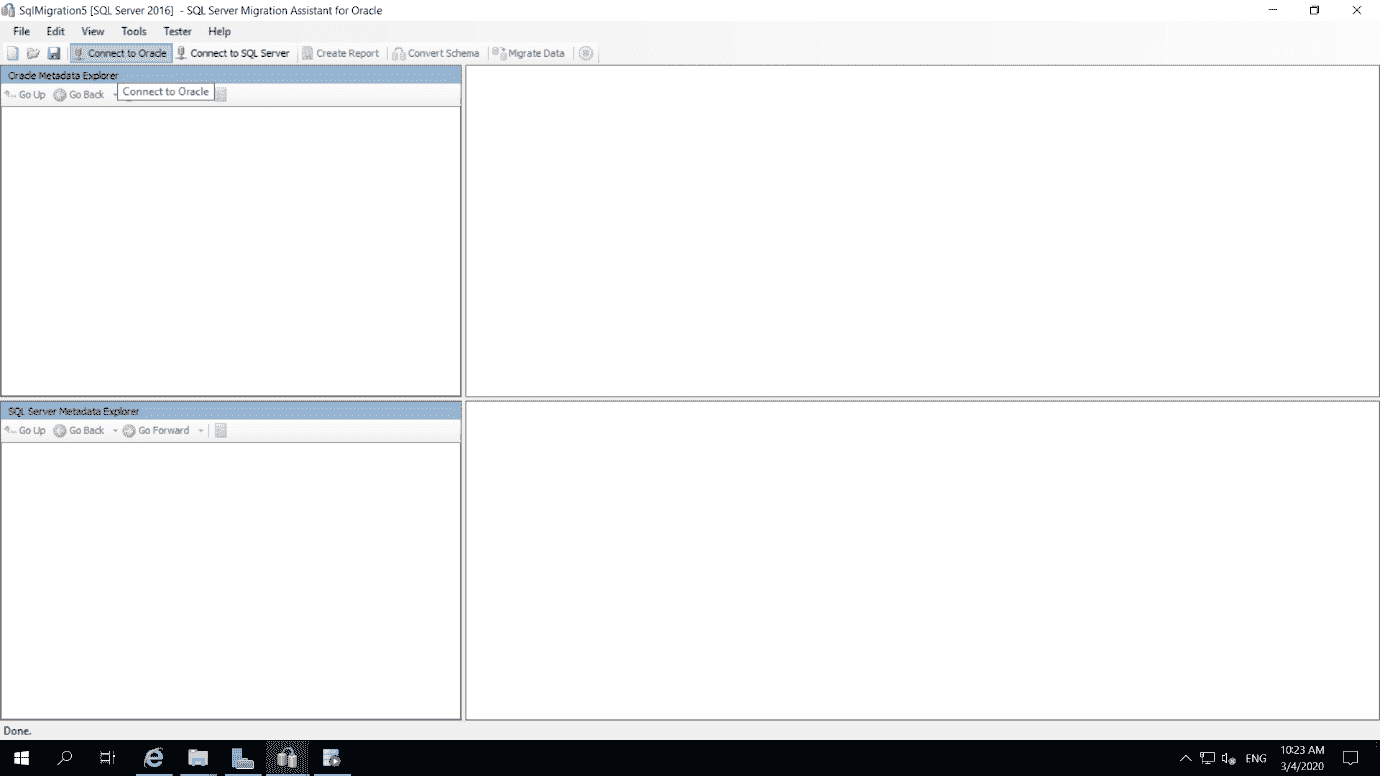 SqlMigration5 [SQL Server 2016] - SQL Server Migration Assistant for Oracle
File Edit View Tools Tester Help
Connect to Oracle Connect to SQL Server Create Report Convert Schema Migrate Data
Oracle Metadata Explorer
Go Up Go Back Connect to Oracle
SQL Server Metadata Explorer
Go Up Go Back Go Forward
Done.
ENG 10:23 AM
3/4/2020